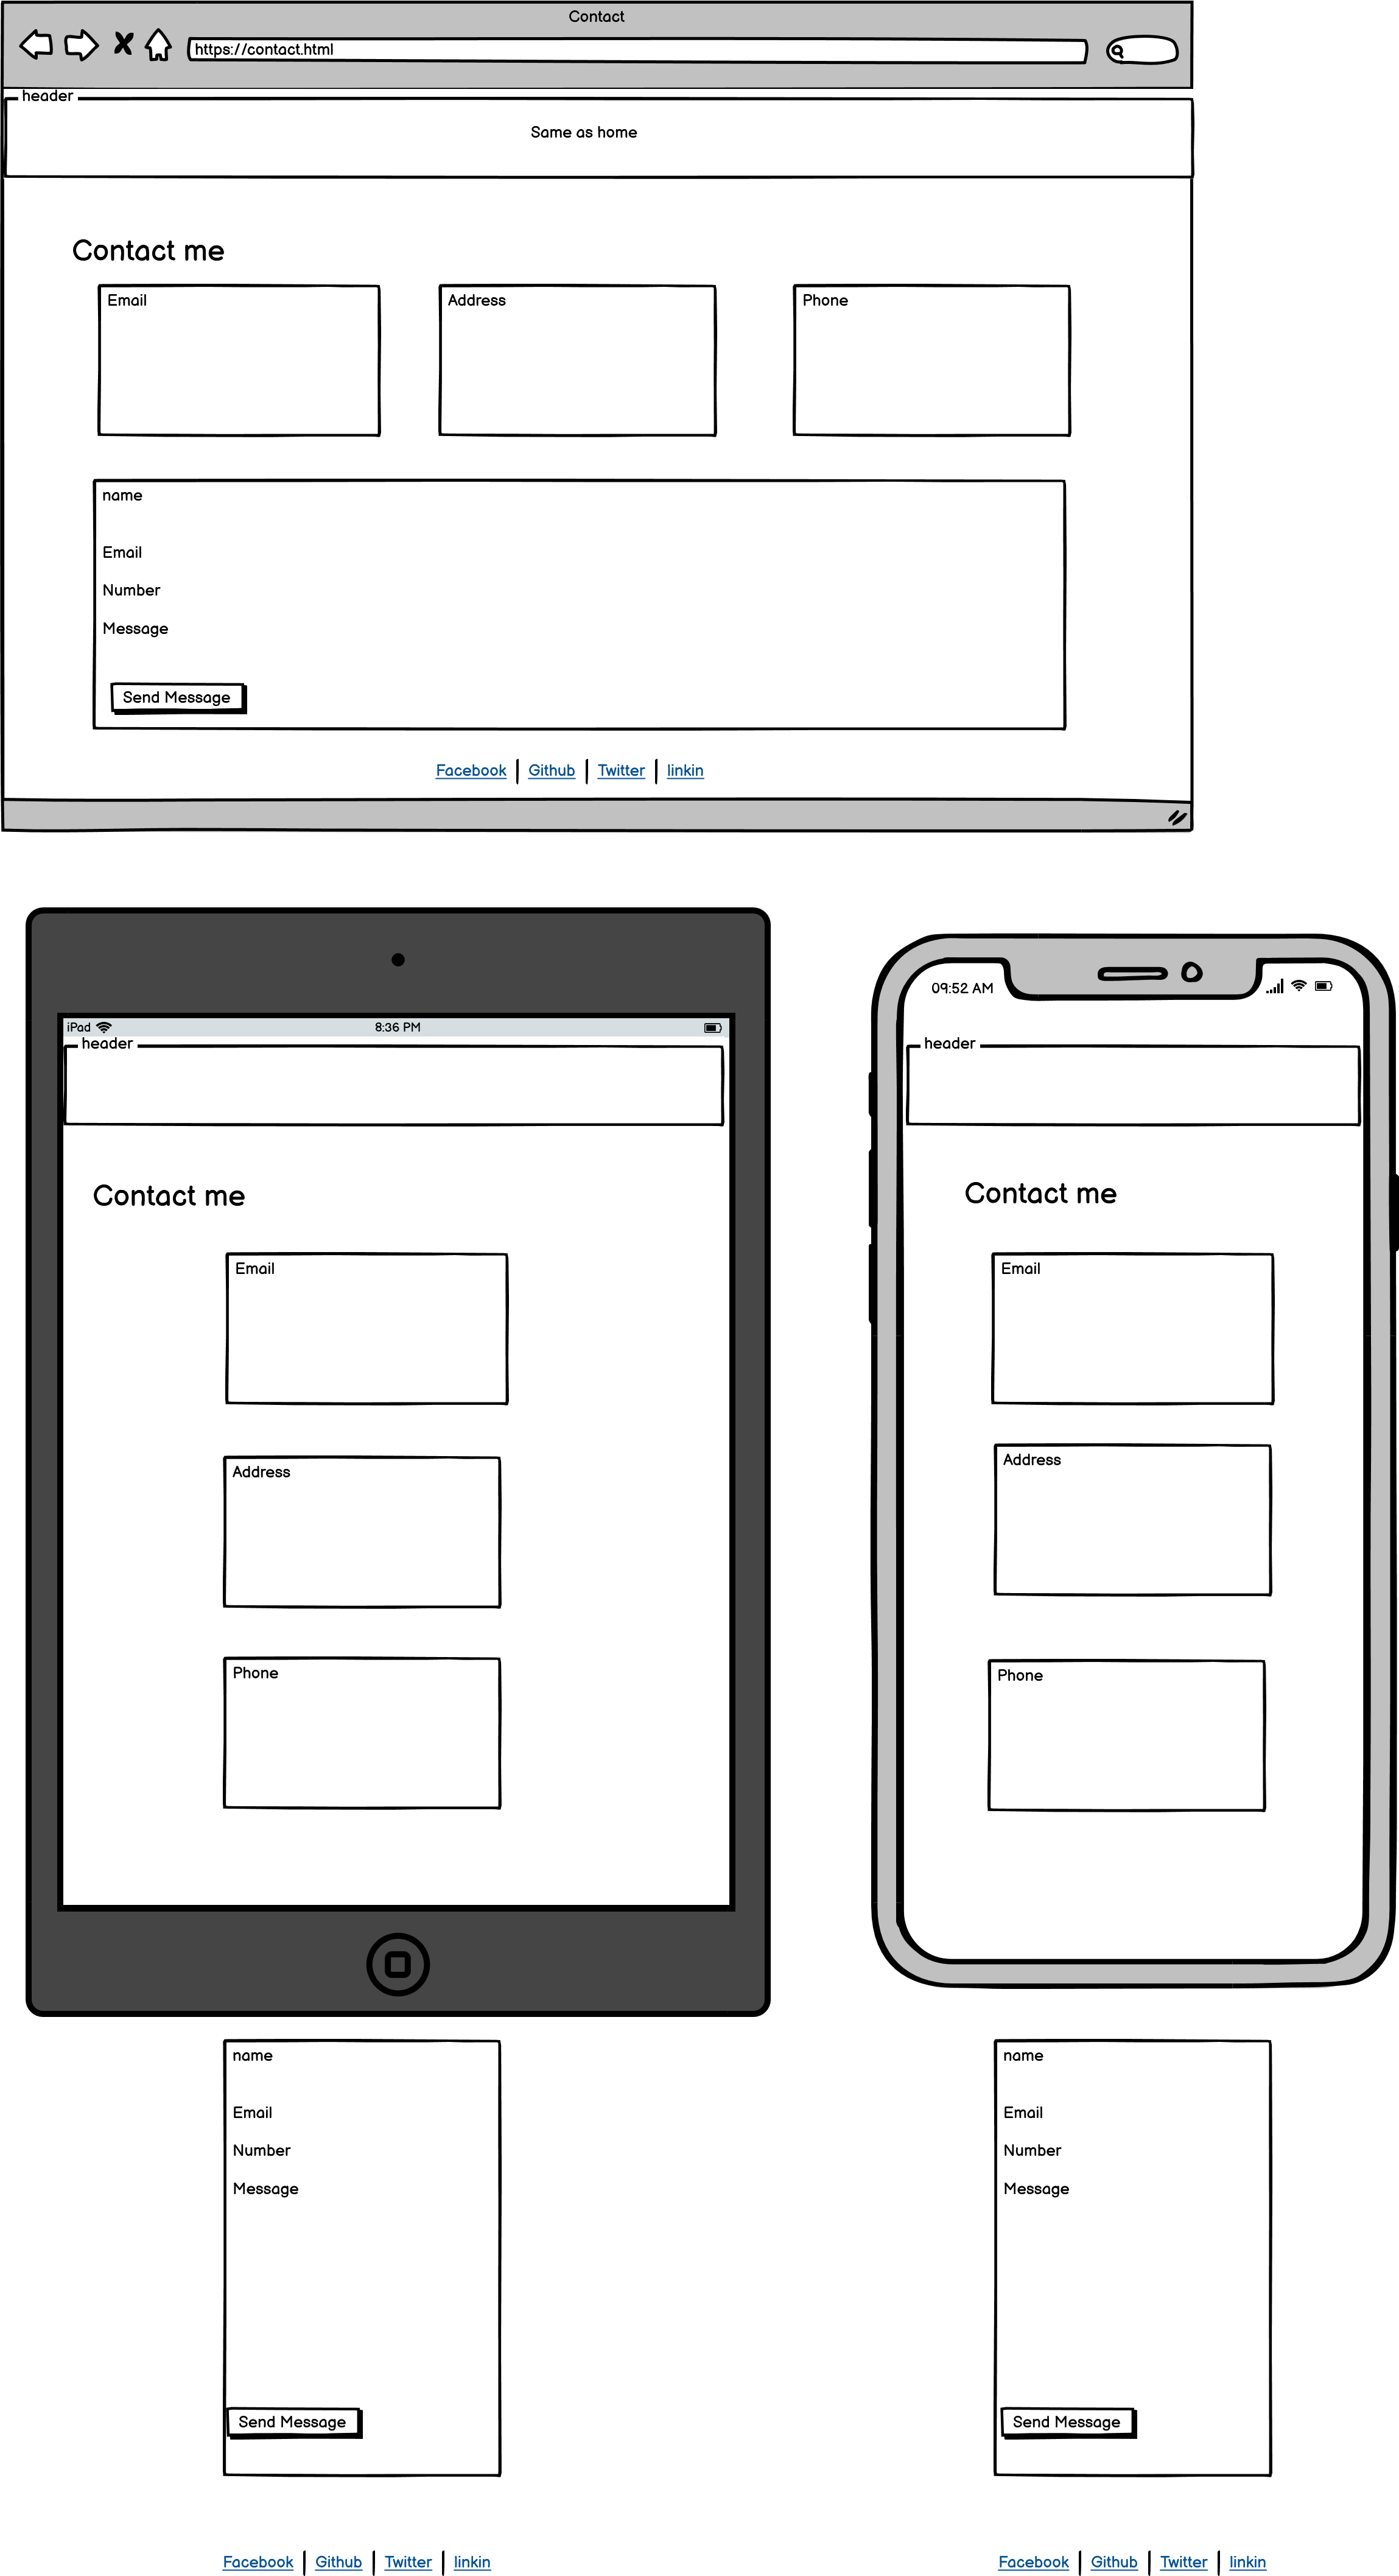 Contact
https://contact.html
header
Same as home
Contact me
Email
Address
Phone
name
Email
Number
Message
Send Message
Facebook Github Twitter linkin
iPad 8:36 PM
header
Contact me
Email
Address
Phone
name
Email
Number
Message
Send Message
Facebook Github Twitter linkin
09:52 AM
header
Contact me
Email
Address
Phone
name
Email
Number
Message
Send Message
Facebook Github Twitter linkin